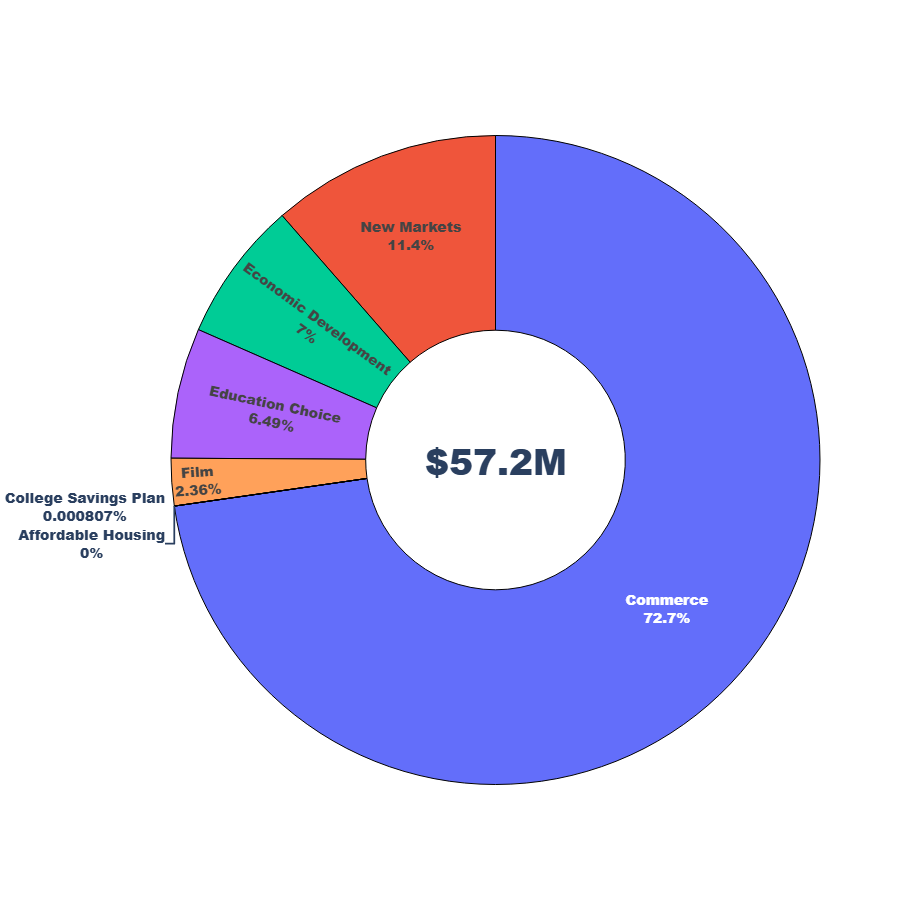 New Markets
11.4%
Economic Development
7%
Education Choice
6.49%
Film
2.36%
College Savings Plan
0.000807%
Affordable Housing
0%
$57.2M
Commerce
72.7%